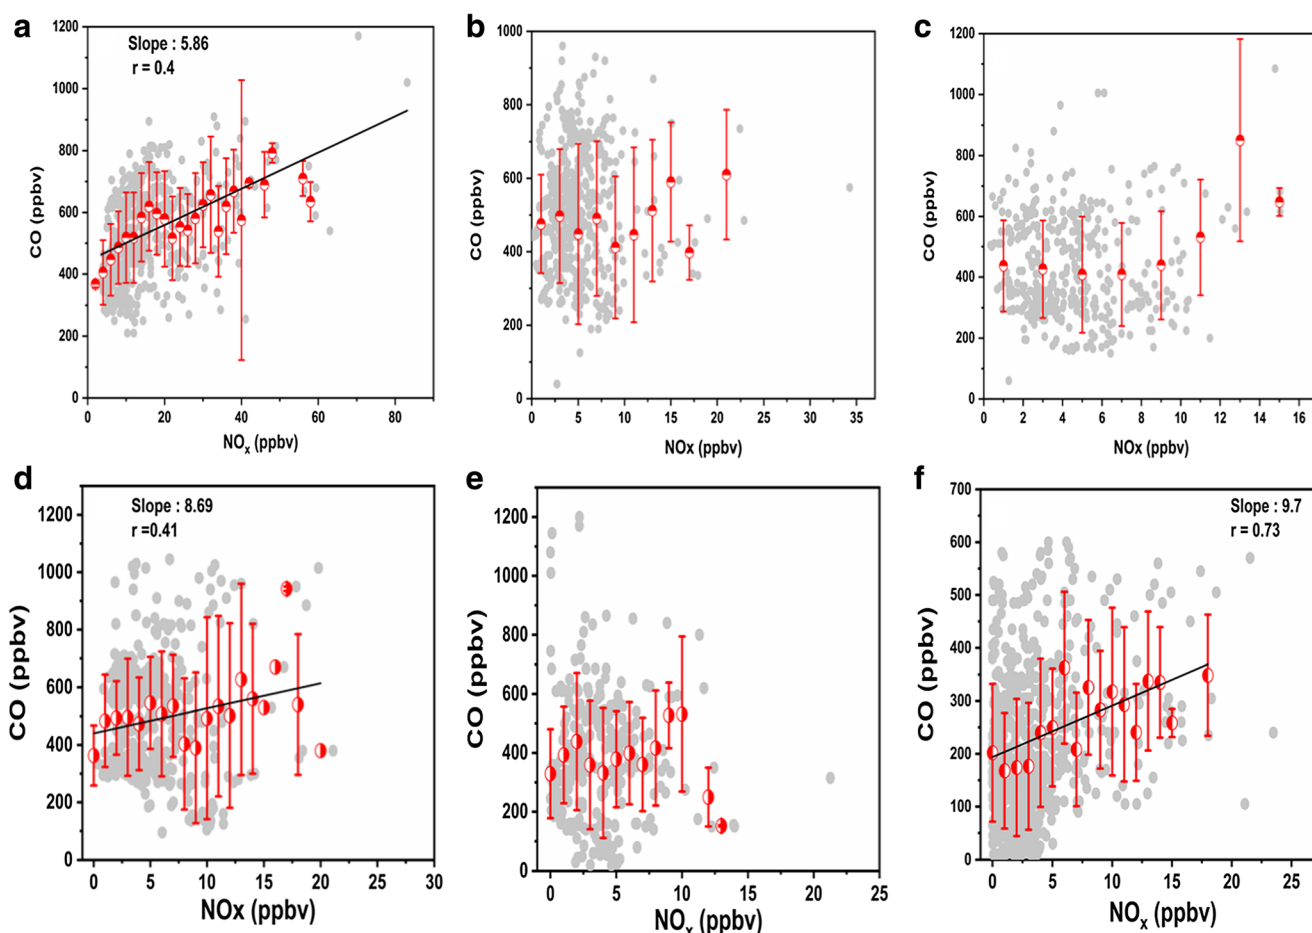 a
Slope : 5.86
r = 0.4
1200
1000
800
600
400
200
0
CO (ppbv)
0 20 40 60 80
NOx (ppbv)
b
1000
800
600
400
200
0
CO (ppbv)
0 5 10 15 20 25 30 35
NOx (ppbv)
c
1200
1000
800
600
400
200
0
CO (ppbv)
0 2 4 6 8 10 12 14 16
NOx (ppbv)
d
Slope : 8.69
r =0.41
1200
1000
800
600
400
200
0
CO (ppbv)
0 5 10 15 20 25 30
NOx (ppbv)
e
1200
1000
800
600
400
200
0
CO (ppbv)
0 5 10 15 20 25
NOx (ppbv)
f
Slope : 9.7
r = 0.73
700
600
500
400
300
200
100
0
CO (ppbv)
0 5 10 15 20 25
NOx (ppbv)